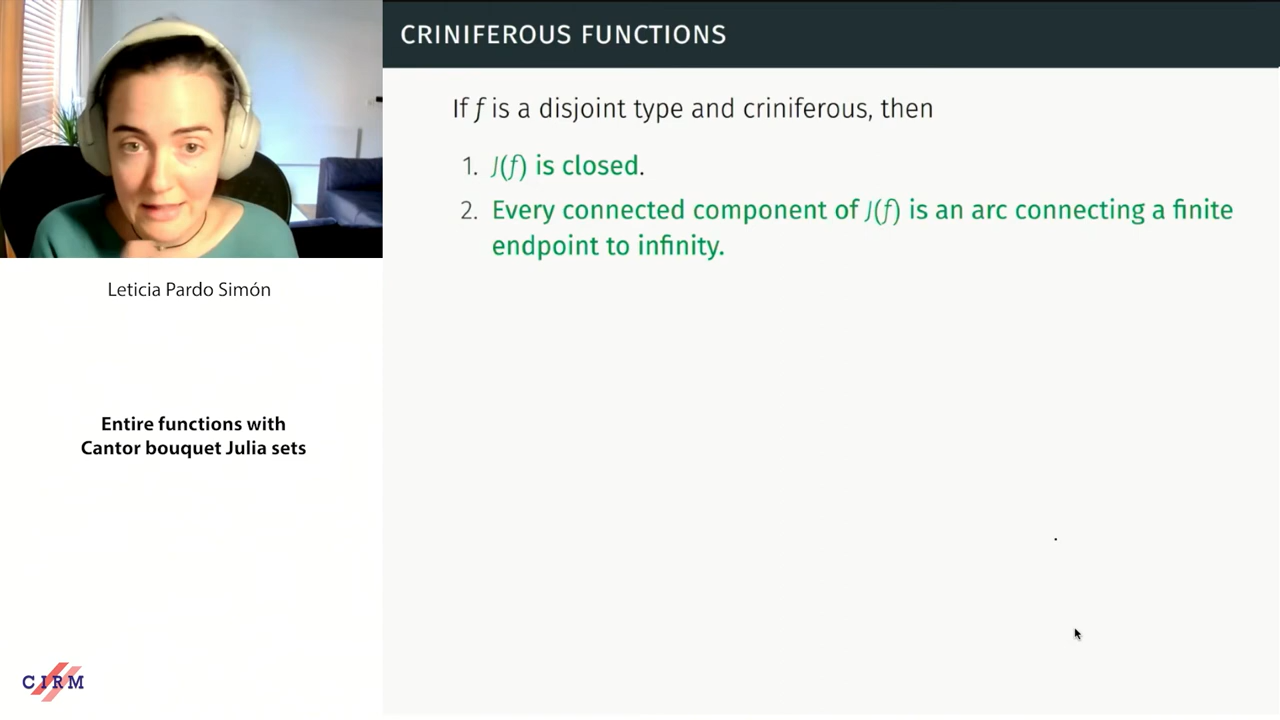 CRINIFEROUS FUNCTIONS
If f is a disjoint type and criniferous, then
1. J(f) is closed.
2. Every connected component of J(f) is an arc connecting a finite
endpoint to infinity.
Leticia Pardo Simón
Entire functions with
Cantor bouquet Julia sets
CIRM